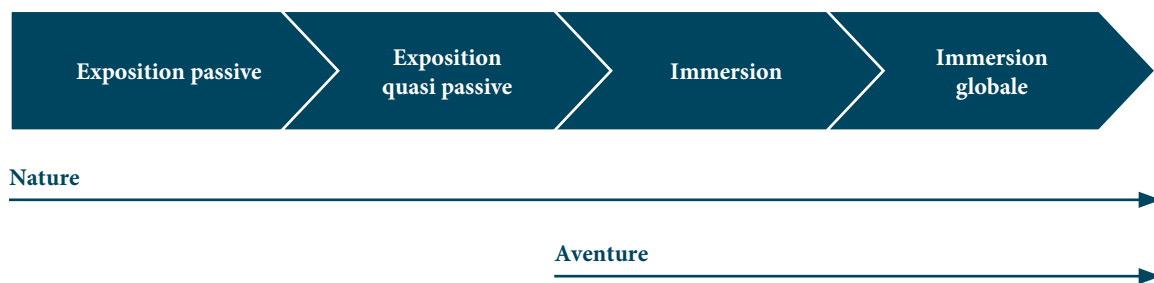 Exposition passive
Exposition
quasi passive
Immersion
Immersion
globale
Nature
Aventure